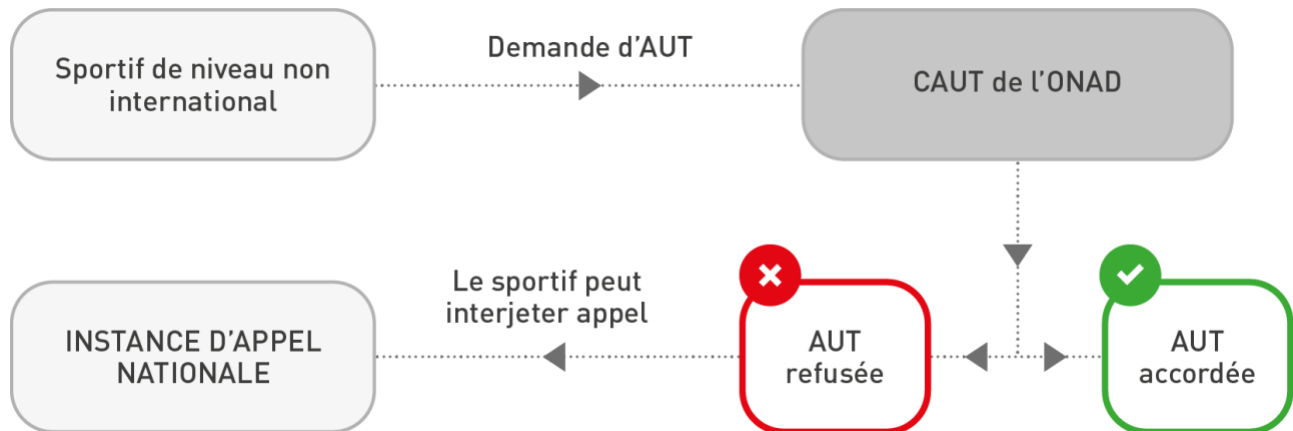 Sportif de niveau non
international
Demande d'AUT
CAUT de l'ONAD
Le sportif peut
interjeter appel
INSTANCE D'APPEL
NATIONALE
AUT
refusée
AUT
accordée